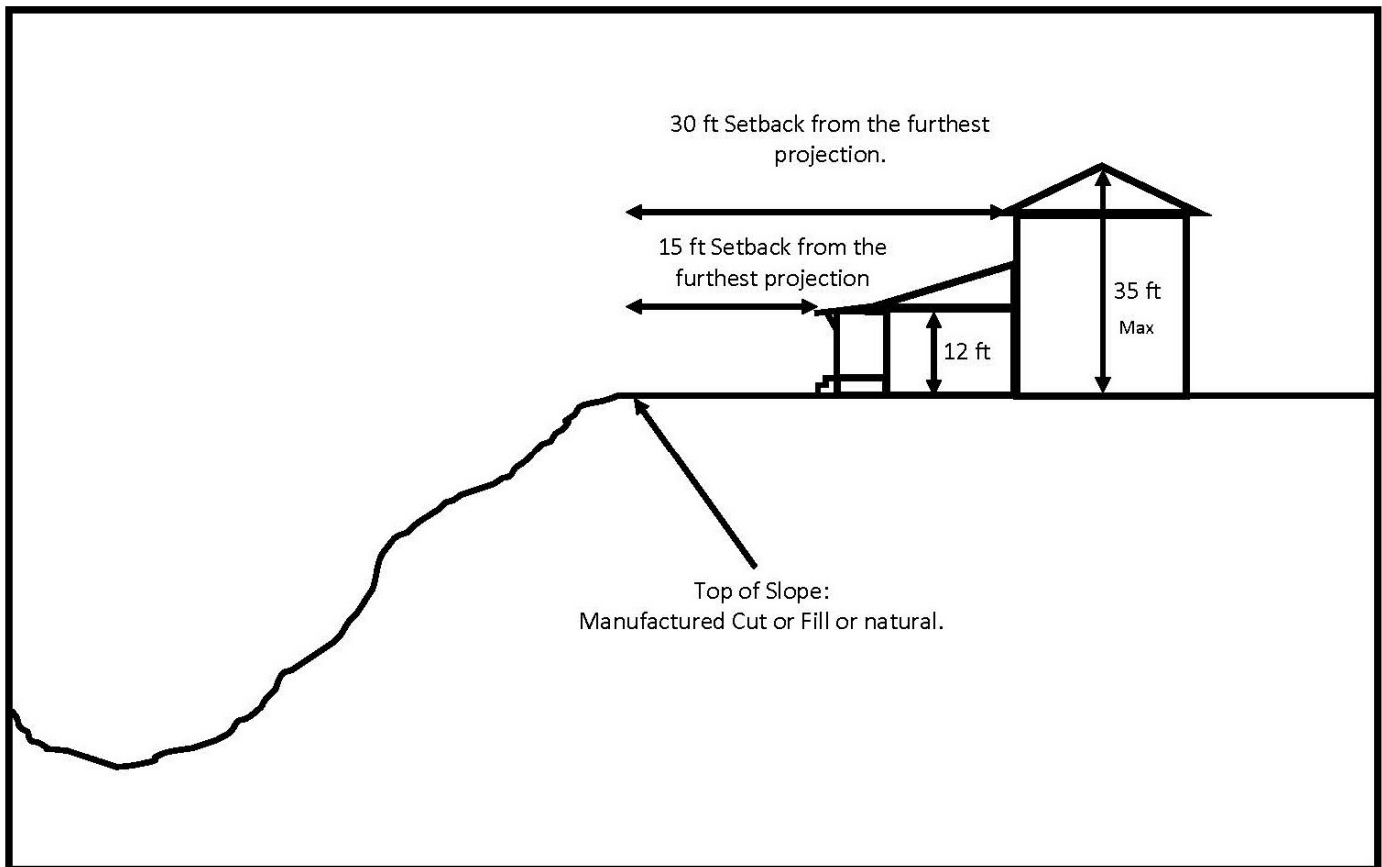 30 ft Setback from the furthest
projection.
15 ft Setback from the
furthest projection
35 ft
Max
12 ft
Top of Slope:
Manufactured Cut or Fill or natural.